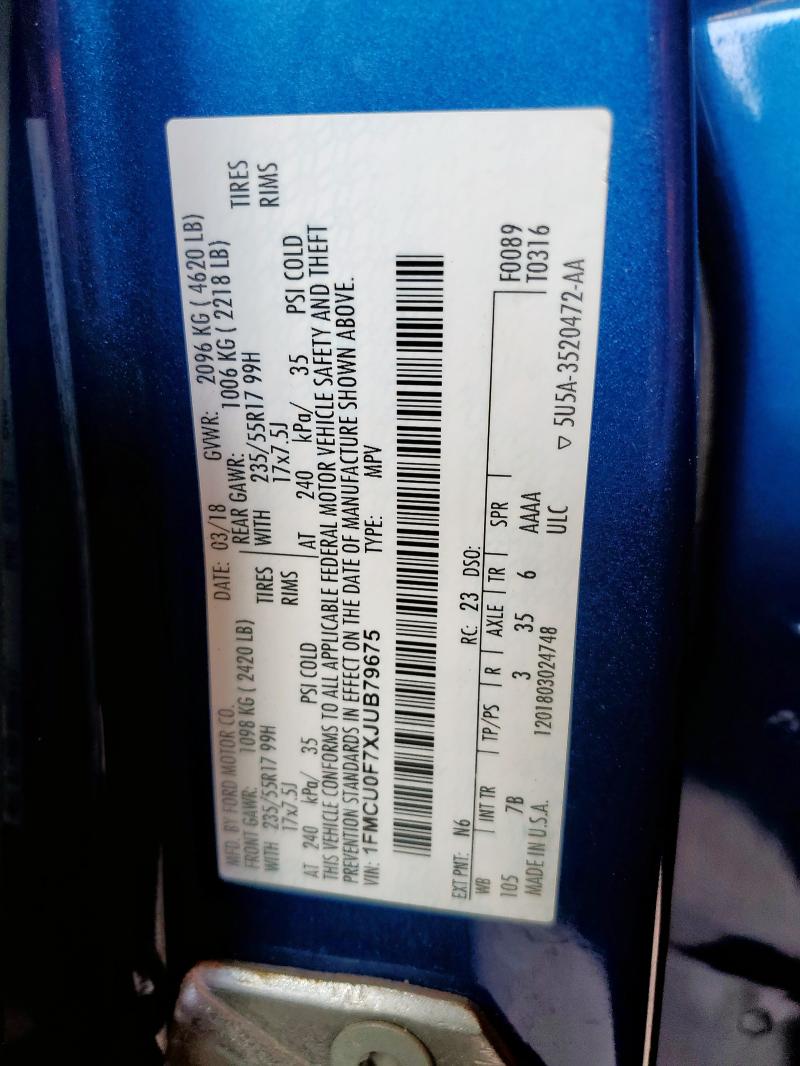 MFD. BY FORD MOTOR CO.
DATE: 03/18 GVWR: 2096 KG ( 4620 LB)
FRONT GAWR: 1098 KG ( 2420 LB) REAR GAWR: 1006 KG ( 2218 LB)
WITH 235/55R17 99H TIRES WITH 235/55R17 99H TIRES
17x7.5J RIMS 17x7.5J RIMS
AT 240 kPa/ 35 PSI COLD AT 240 kPa/ 35 PSI COLD
THIS VEHICLE CONFORMS TO ALL APPLICABLE FEDERAL MOTOR VEHICLE SAFETY AND THEFT
PREVENTION STANDARDS IN EFFECT ON THE DATE OF MANUFACTURE SHOWN ABOVE.
VIN: 1FMCU0F7XJUB79675 TYPE: MPV
EXT PNT: N6 RC: 23 DSO:
WB INT TR TP/PS R AXLE TR SPR F0089
105 7B 3 35 6 AAAA T0316
MADE IN U.S.A. 1201803024748 ULC
▽ 5U5A-3520472-AA